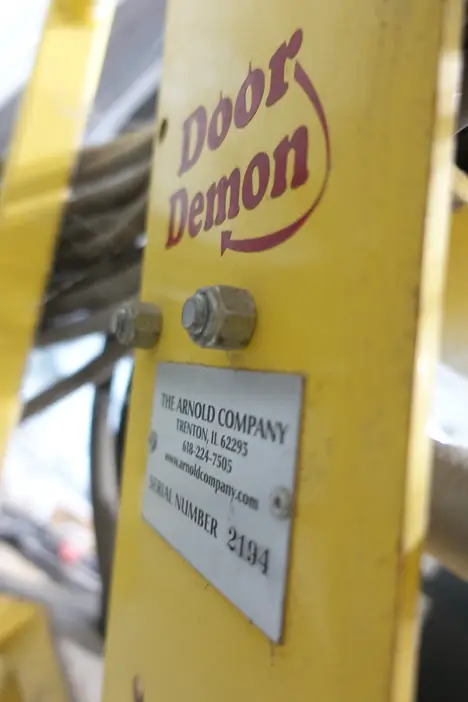 Door
Demon
THE ARNOLD COMPANY
TRENTON, IL 62293
618-224-7505
www.arnoldcompany.com
SERIAL NUMBER 2194